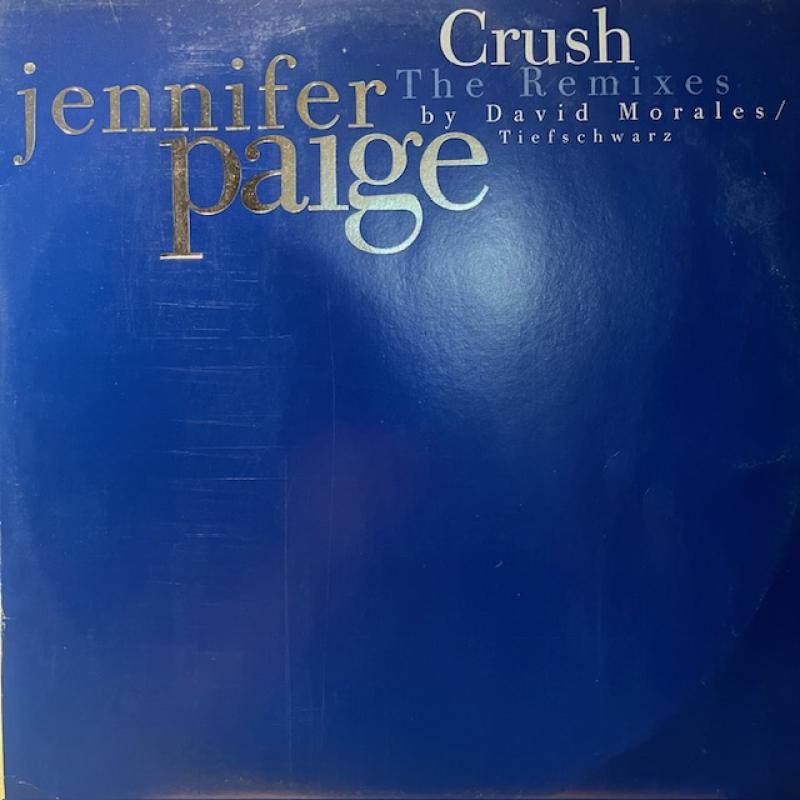 Crush
jennifer
The Remixes
paige
by David Morales/
Tiefschwarz